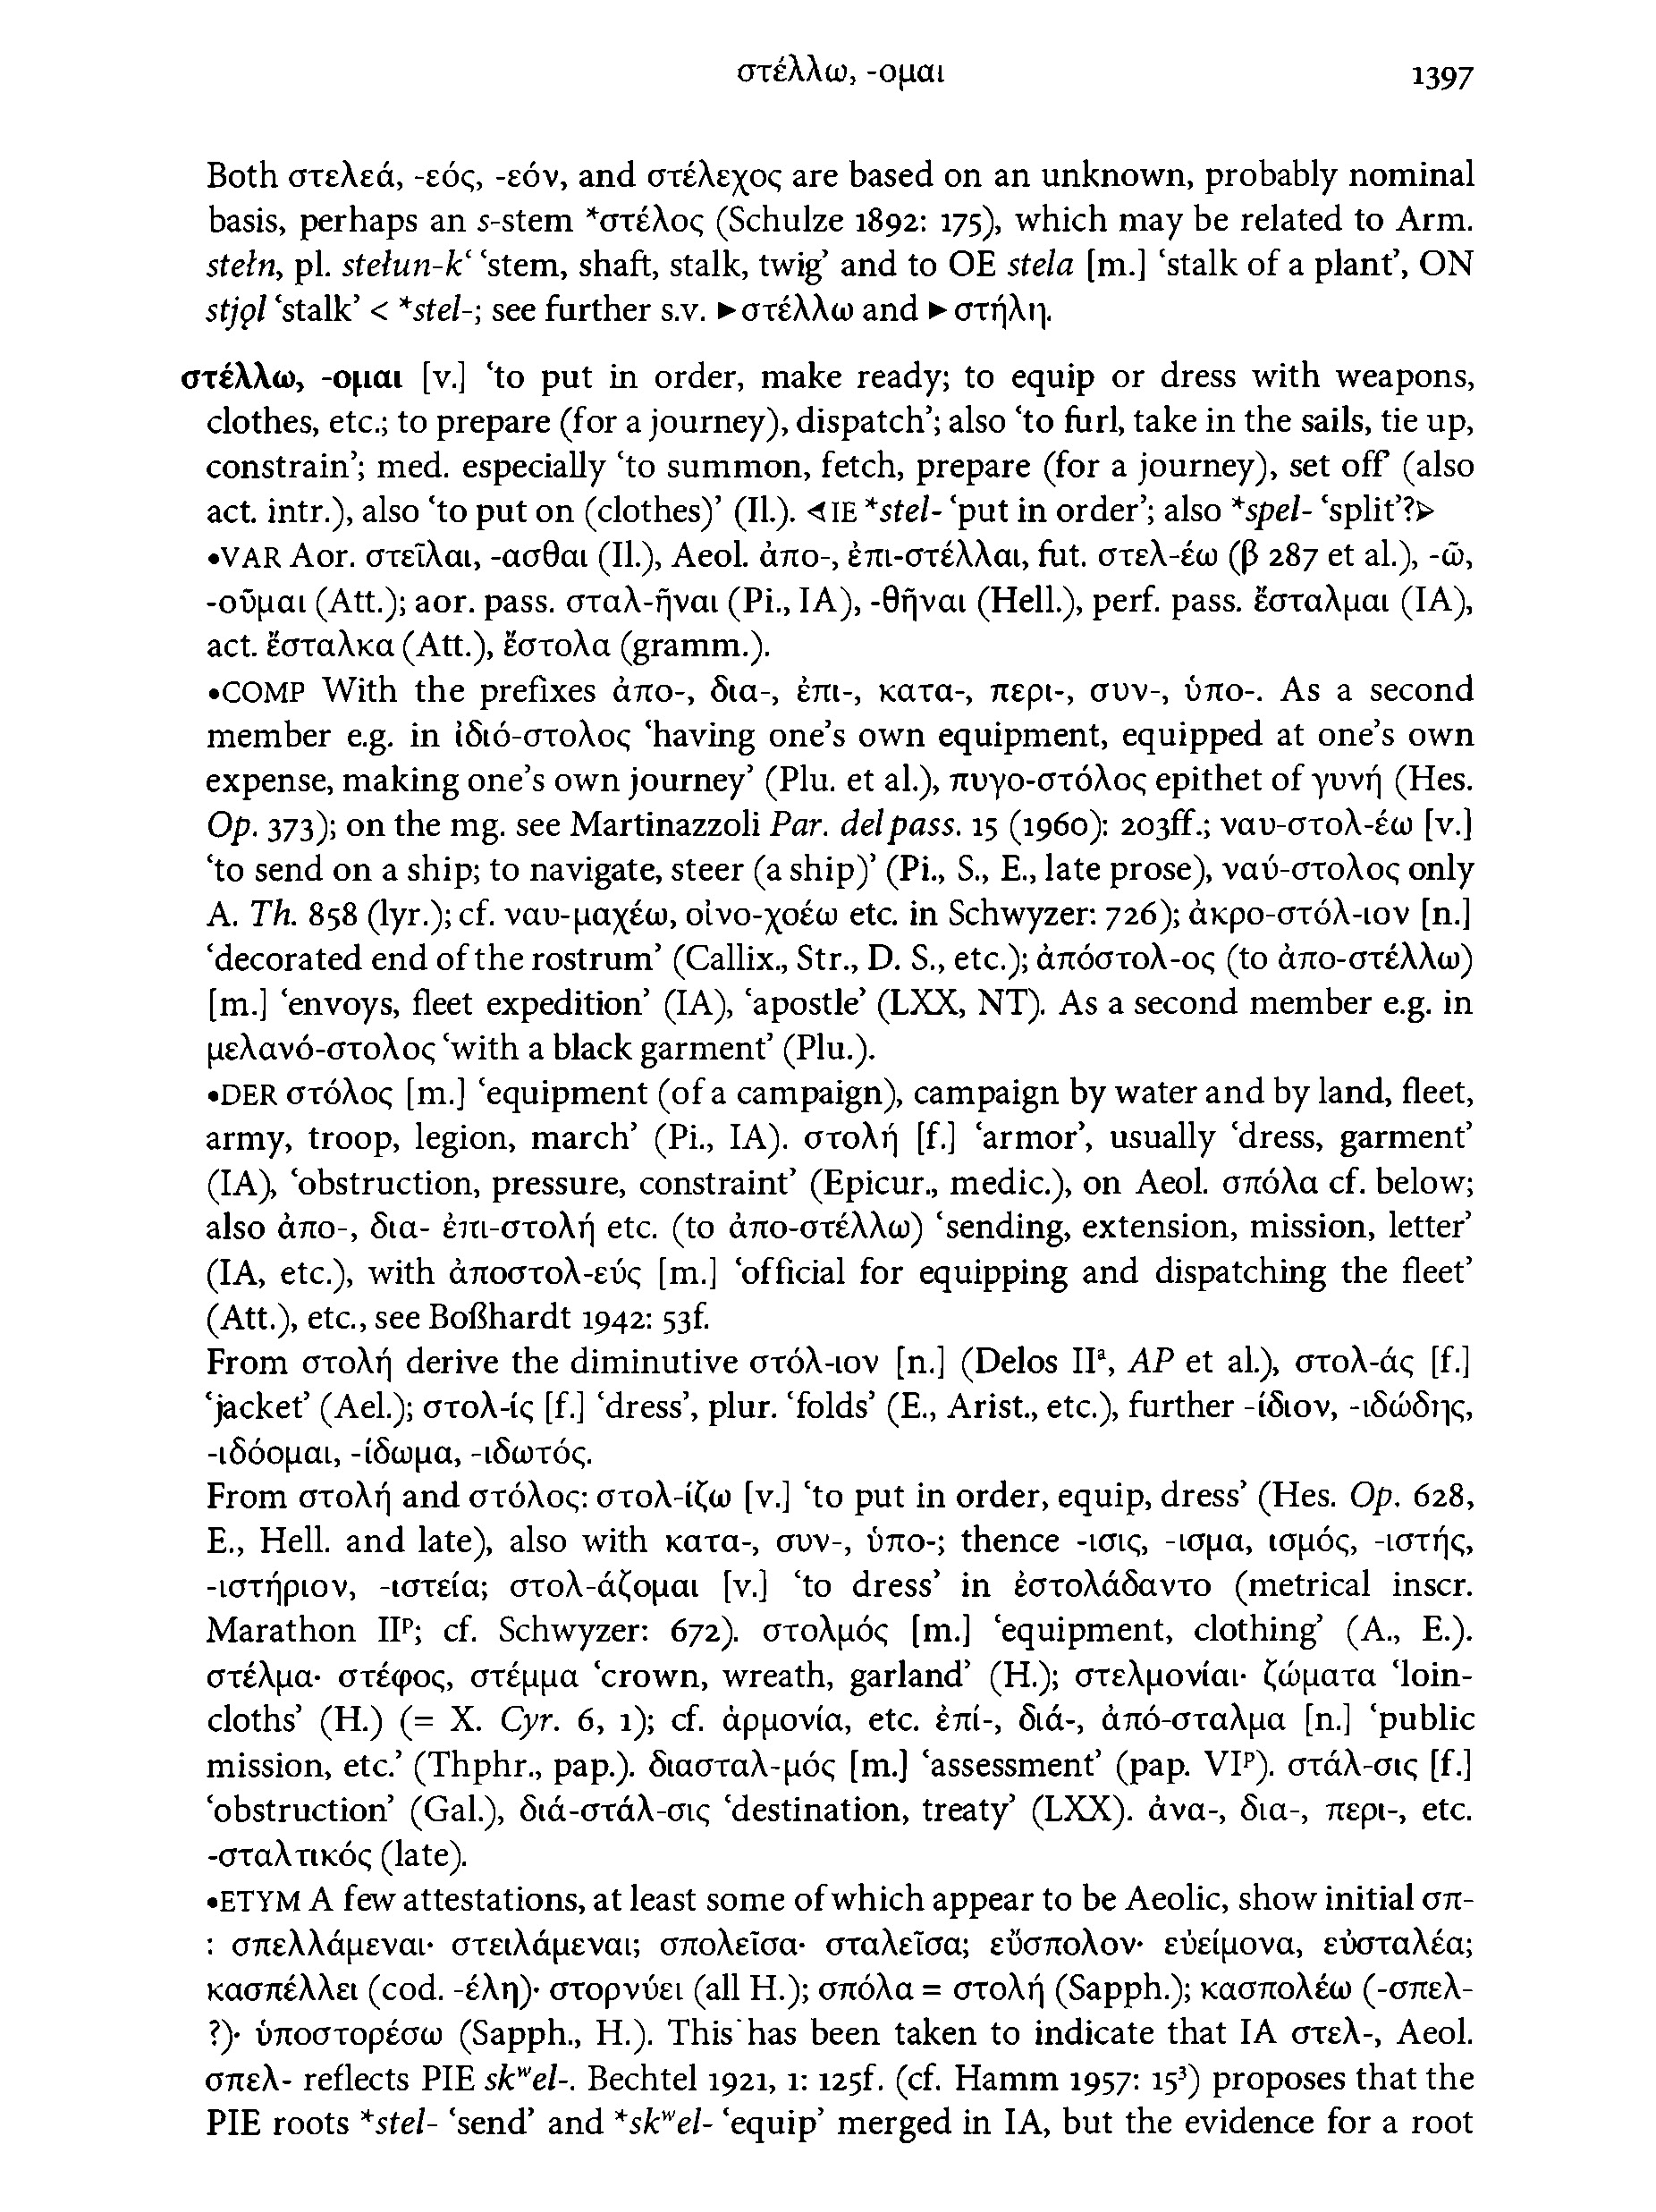 στέλλω, -ομαι 1397
Both στελεά, -εός, -εόν, and στέλεχος are based on an unknown, probably nominal
basis, perhaps an s-stem *στέλος (Schulze 1892: 175), which may be related to Arm.
stełn, pl. stełun-kʻ ‘stem, shaft, stalk, twig’ and to OE stela [m.] ‘stalk of a plant’, ON
stjǫl ‘stalk’ < *stel-; see further s.v. ►στέλλω and ►στήλη.
στέλλω, -ομαι [v.] ‘to put in order, make ready; to equip or dress with weapons,
clothes, etc.; to prepare (for a journey), dispatch’; also ‘to furl, take in the sails, tie up,
constrain’; med. especially ‘to summon, fetch, prepare (for a journey), set off’ (also
act. intr.), also ‘to put on (clothes)’ (Il.). ⊲IE *stel- ‘put in order’; also *spel- ‘split’?⊳
•VAR Aor. στεῖλαι, -ασθαι (Il.), Aeol. ἀπο-, ἐπι-στέλλαι, fut. στελ-έω (β 287 et al.), -ῶ,
-οῦμαι (Att.); aor. pass. σταλ-ῆναι (Pi., IA), -θῆναι (Hell.), perf. pass. ἔσταλμαι (IA),
act. ἔσταλκα (Att.), ἔστολα (gramm.).
•COMP With the prefixes ἀπο-, δια-, ἐπι-, κατα-, περι-, συν-, ὑπο-. As a second
member e.g. in ἰδιό-στολος ‘having one’s own equipment, equipped at one’s own
expense, making one’s own journey’ (Plu. et al.), πυγο-στόλος epithet of γυνή (Hes.
Op. 373); on the mg. see Martinazzoli Par. del pass. 15 (1960): 203ff.; ναυ-στολ-έω [v.]
‘to send on a ship; to navigate, steer (a ship)’ (Pi., S., E., late prose), ναύ-στολος only
A. Th. 858 (lyr.); cf. ναυ-μαχέω, οἰνο-χοέω etc. in Schwyzer: 726); ἀκρο-στόλ-ιον [n.]
‘decorated end of the rostrum’ (Callix., Str., D. S., etc.); ἀπόστολ-ος (to ἀπο-στέλλω)
[m.] ‘envoys, fleet expedition’ (IA), ‘apostle’ (LXX, NT). As a second member e.g. in
μελανό-στολος ‘with a black garment’ (Plu.).
•DER στόλος [m.] ‘equipment (of a campaign), campaign by water and by land, fleet,
army, troop, legion, march’ (Pi., IA). στολή [f.] ‘armor’, usually ‘dress, garment’
(IA), ‘obstruction, pressure, constraint’ (Epicur., medic.), on Aeol. σπόλα cf. below;
also ἀπο-, δια- ἐπι-στολή etc. (to ἀπο-στέλλω) ‘sending, extension, mission, letter’
(IA, etc.), with ἀποστολ-εύς [m.] ‘official for equipping and dispatching the fleet’
(Att.), etc., see Boßhardt 1942: 53f.
From στολή derive the diminutive στόλ-ιον [n.] (Delos IIᵃ, AP et al.), στολ-άς [f.]
‘jacket’ (Ael.); στολ-ίς [f.] ‘dress’, plur. ‘folds’ (E., Arist., etc.), further -ίδιον, -ιδώδης,
-ιδόομαι, -ίδωμα, -ιδωτός.
From στολή and στόλος: στολ-ίζω [v.] ‘to put in order, equip, dress’ (Hes. Op. 628,
E., Hell. and late), also with κατα-, συν-, ὑπο-; thence -ισις, -ισμα, ισμός, -ιστής,
-ιστήριον, -ιστεία; στολ-άζομαι [v.] ‘to dress’ in ἐστολάδαντο (metrical inscr.
Marathon IIᵖ; cf. Schwyzer: 672). στολμός [m.] ‘equipment, clothing’ (A., E.).
στέλμα· στέφος, στέμμα ‘crown, wreath, garland’ (H.); στελμονίαι· ζώματα ‘loin-
cloths’ (H.) (= X. Cyr. 6, 1); cf. ἁρμονία, etc. ἐπί-, διά-, ἀπό-σταλμα [n.] ‘public
mission, etc.’ (Thphr., pap.). διασταλ-μός [m.] ‘assessment’ (pap. VIᵖ). στάλ-σις [f.]
‘obstruction’ (Gal.), διά-στάλ-σις ‘destination, treaty’ (LXX). ἀνα-, δια-, περι-, etc.
-σταλτικός (late).
•ETYM A few attestations, at least some of which appear to be Aeolic, show initial σπ-
: σπελλάμεναι· στειλάμεναι; σπολεῖσα· σταλεῖσα; εὔσπολον· εὐείμονα, εὐσταλέα;
κασπέλλει (cod. -έλη)· στορνύει (all H.); σπόλα = στολή (Sapph.); κασπολέω (-σπελ-
?)· ὑποστορέσω (Sapph., H.). This has been taken to indicate that IA στελ-, Aeol.
σπελ- reflects PIE skʷel-. Bechtel 1921, 1: 125f. (cf. Hamm 1957: 15³) proposes that the
PIE roots *stel- ‘send’ and *skʷel- ‘equip’ merged in IA, but the evidence for a root